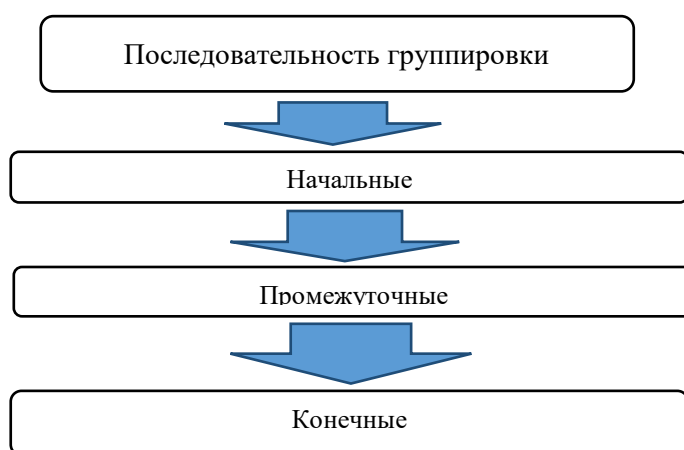 Последовательность группировки
Начальные
Промежуточные
Конечные